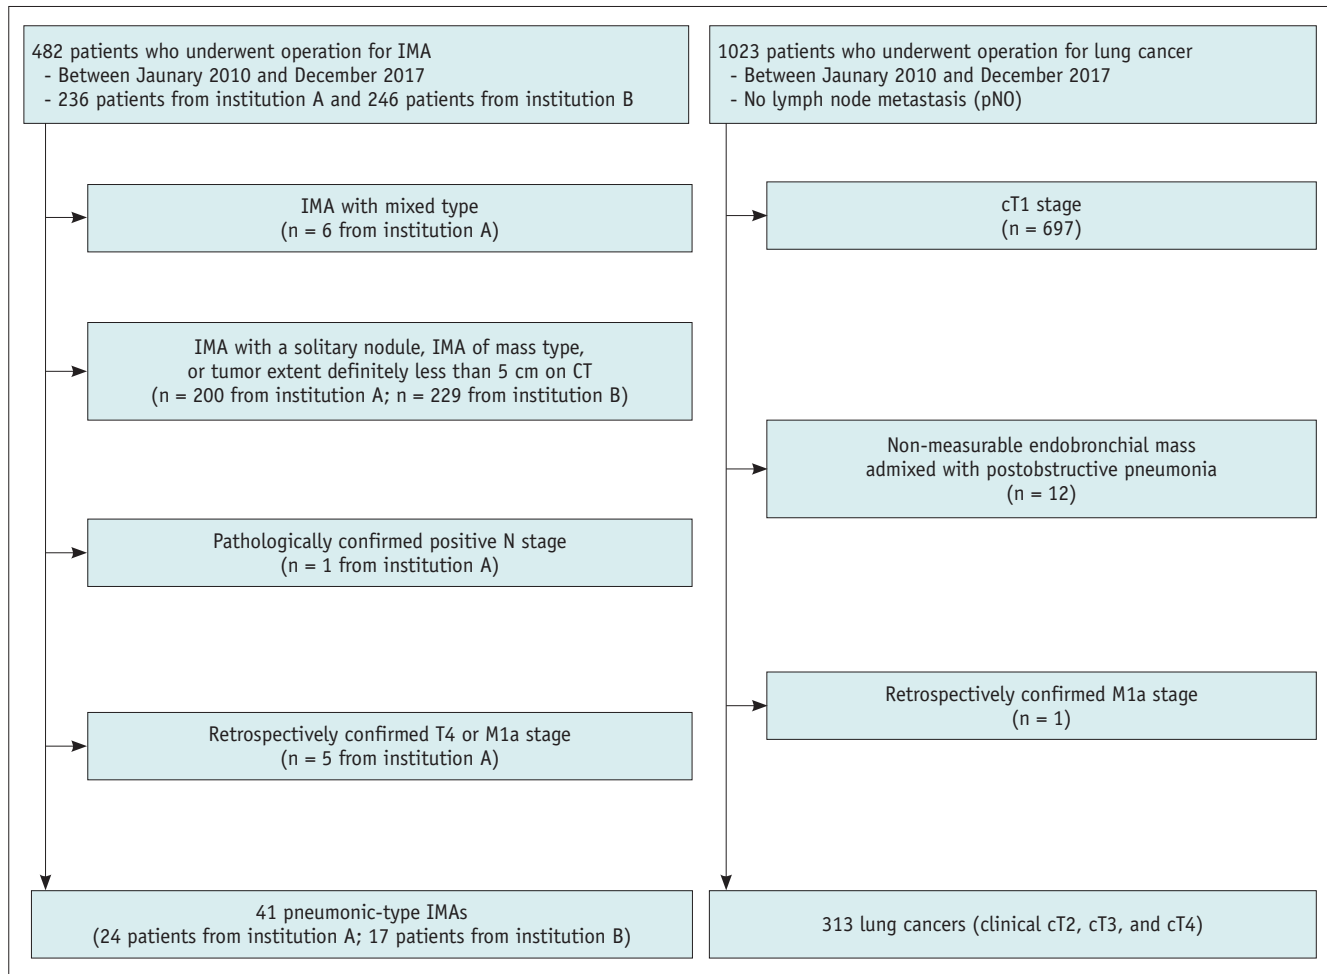 482 patients who underwent operation for IMA
- Between Jaunary 2010 and December 2017
- 236 patients from institution A and 246 patients from institution B
IMA with mixed type
(n = 6 from institution A)
IMA with a solitary nodule, IMA of mass type,
or tumor extent definitely less than 5 cm on CT
(n = 200 from institution A; n = 229 from institution B)
Pathologically confirmed positive N stage
(n = 1 from institution A)
Retrospectively confirmed T4 or M1a stage
(n = 5 from institution A)
41 pneumonic-type IMAs
(24 patients from institution A; 17 patients from institution B)
1023 patients who underwent operation for lung cancer
- Between Jaunary 2010 and December 2017
- No lymph node metastasis (pN0)
cT1 stage
(n = 697)
Non-measurable endobronchial mass
admixed with postobstructive pneumonia
(n = 12)
Retrospectively confirmed M1a stage
(n = 1)
313 lung cancers (clinical cT2, cT3, and cT4)